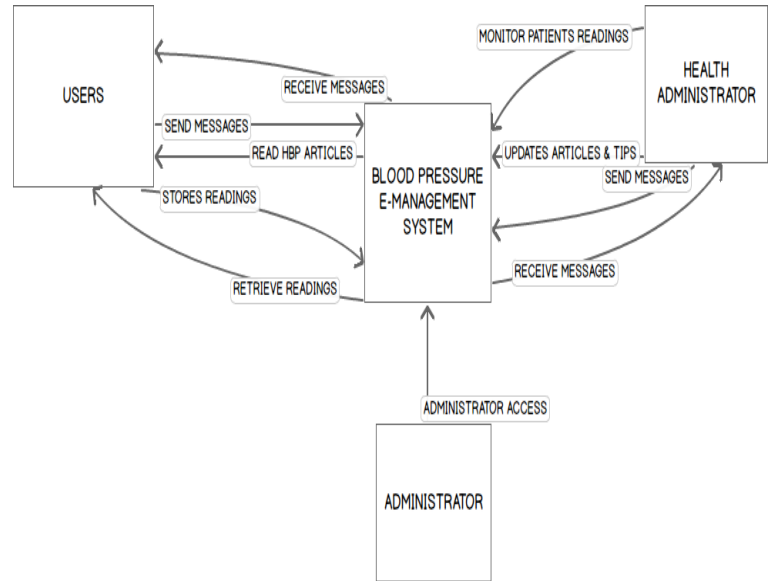 MONITOR PATIENTS READINGS
USERS
HEALTH
ADMINISTRATOR
RECEIVE MESSAGES
SEND MESSAGES
READ HBP ARTICLES
UPDATES ARTICLES & TIPS
BLOOD PRESSURE
E-MANAGEMENT
SYSTEM
SEND MESSAGES
STORES READINGS
RECEIVE MESSAGES
RETRIEVE READINGS
ADMINISTRATOR ACCESS
ADMINISTRATOR